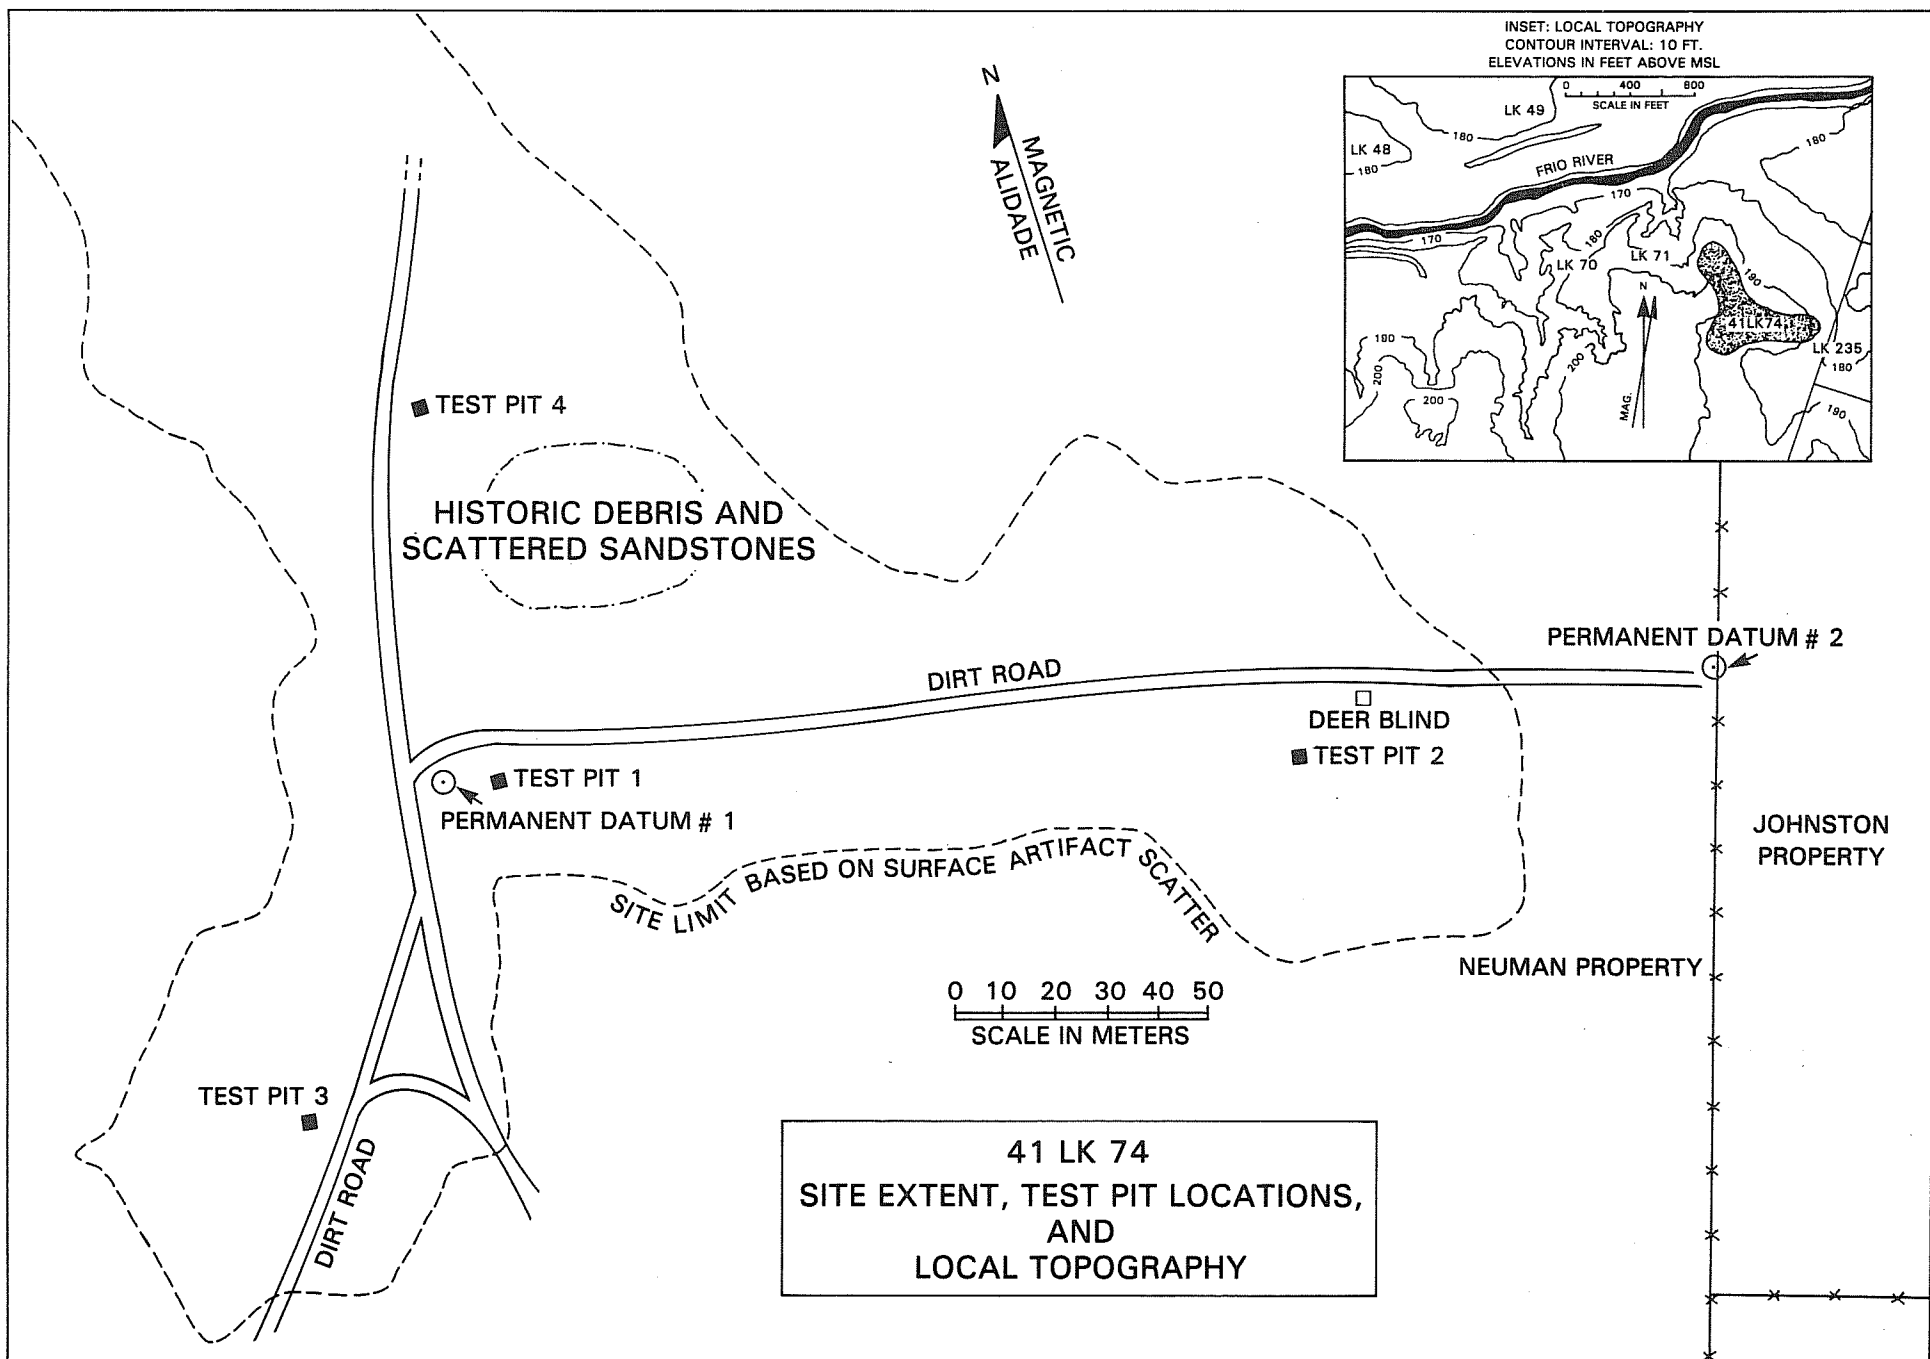 INSET: LOCAL TOPOGRAPHY
CONTOUR INTERVAL: 10 FT.
ELEVATIONS IN FEET ABOVE MSL
0 400 800
SCALE IN FEET
LK 49
180
LK 48
180
180
FRIO RIVER
170
170
180
LK 70
LK 71
190
N
41LK74
LK 235
180
190
200
200
200
190
MAG.
N
MAGNETIC
ALIDADE
TEST PIT 4
HISTORIC DEBRIS AND
SCATTERED SANDSTONES
PERMANENT DATUM # 2
DIRT ROAD
DEER BLIND
TEST PIT 2
TEST PIT 1
PERMANENT DATUM # 1
JOHNSTON
PROPERTY
SITE LIMIT BASED ON SURFACE ARTIFACT SCATTER
NEUMAN PROPERTY
0 10 20 30 40 50
SCALE IN METERS
TEST PIT 3
DIRT ROAD
41 LK 74
SITE EXTENT, TEST PIT LOCATIONS,
AND
LOCAL TOPOGRAPHY